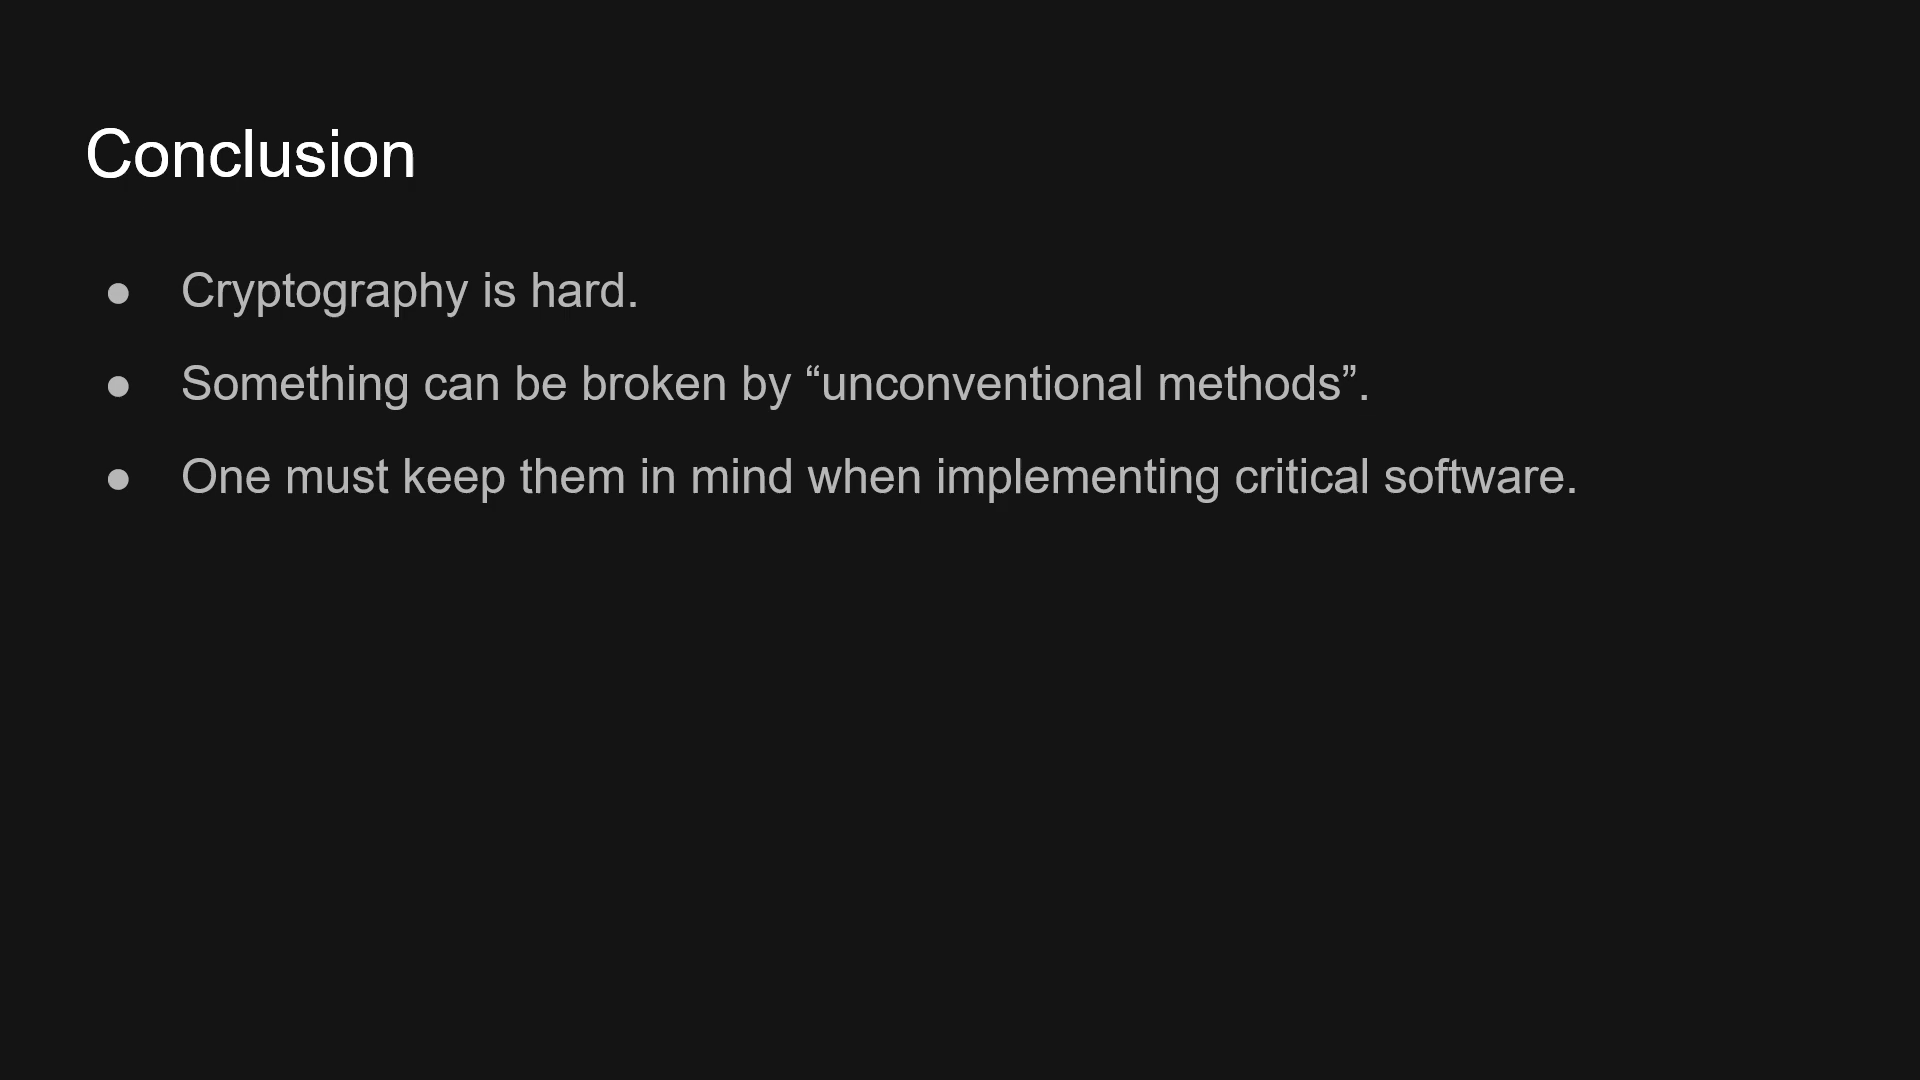 Conclusion
● Cryptography is hard.
● Something can be broken by “unconventional methods”.
● One must keep them in mind when implementing critical software.